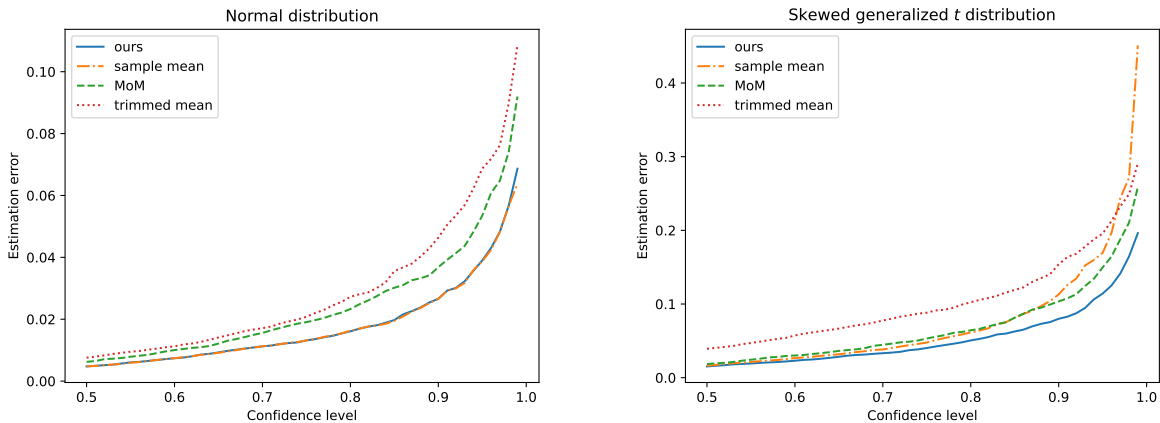 Normal distribution
ours
sample mean
MoM
trimmed mean
0.10
0.08
0.06
0.04
0.02
0.00
Estimation error
0.5 0.6 0.7 0.8 0.9 1.0
Confidence level
Skewed generalized t distribution
ours
sample mean
MoM
trimmed mean
0.4
0.3
0.2
0.1
0.0
Estimation error
0.5 0.6 0.7 0.8 0.9 1.0
Confidence level